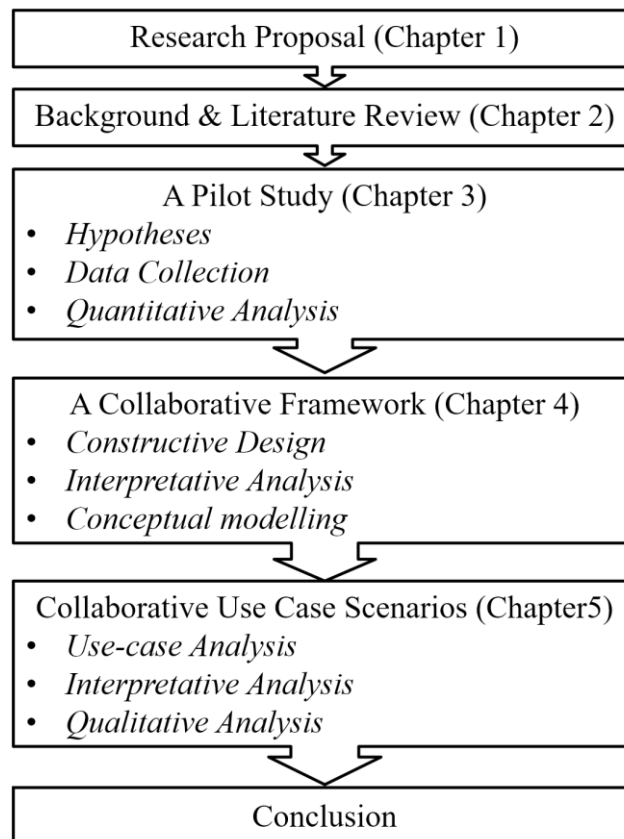 Research Proposal (Chapter 1)
Background & Literature Review (Chapter 2)
A Pilot Study (Chapter 3)
• Hypotheses
• Data Collection
• Quantitative Analysis
A Collaborative Framework (Chapter 4)
• Constructive Design
• Interpretative Analysis
• Conceptual modelling
Collaborative Use Case Scenarios (Chapter5)
• Use-case Analysis
• Interpretative Analysis
• Qualitative Analysis
Conclusion